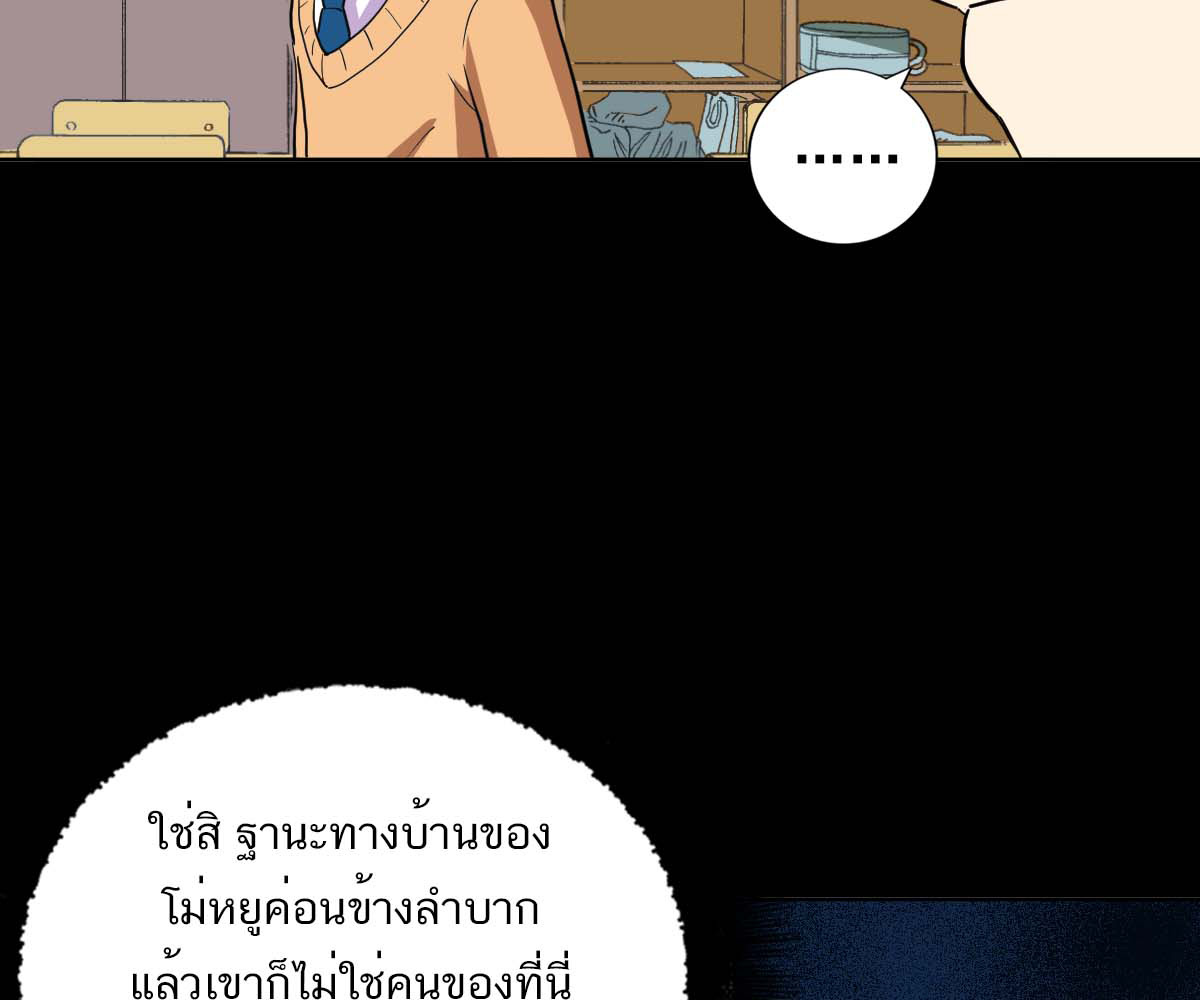 ……
ใช่สิ ฐานะทางบ้านของ
โม่หยูค่อนข้างลำบาก
แล้วเขาก็ไม่ใช่คนของที่นี่